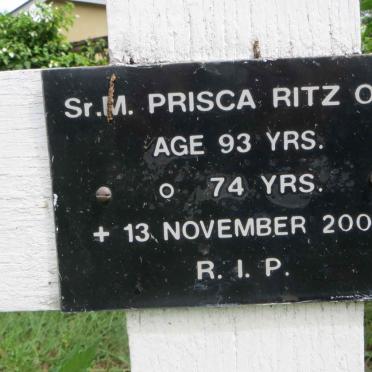 Sr.M. PRISCA RITZ O
AGE 93 YRS.
o 74 YRS.
+ 13 NOVEMBER 200
R. I. P.